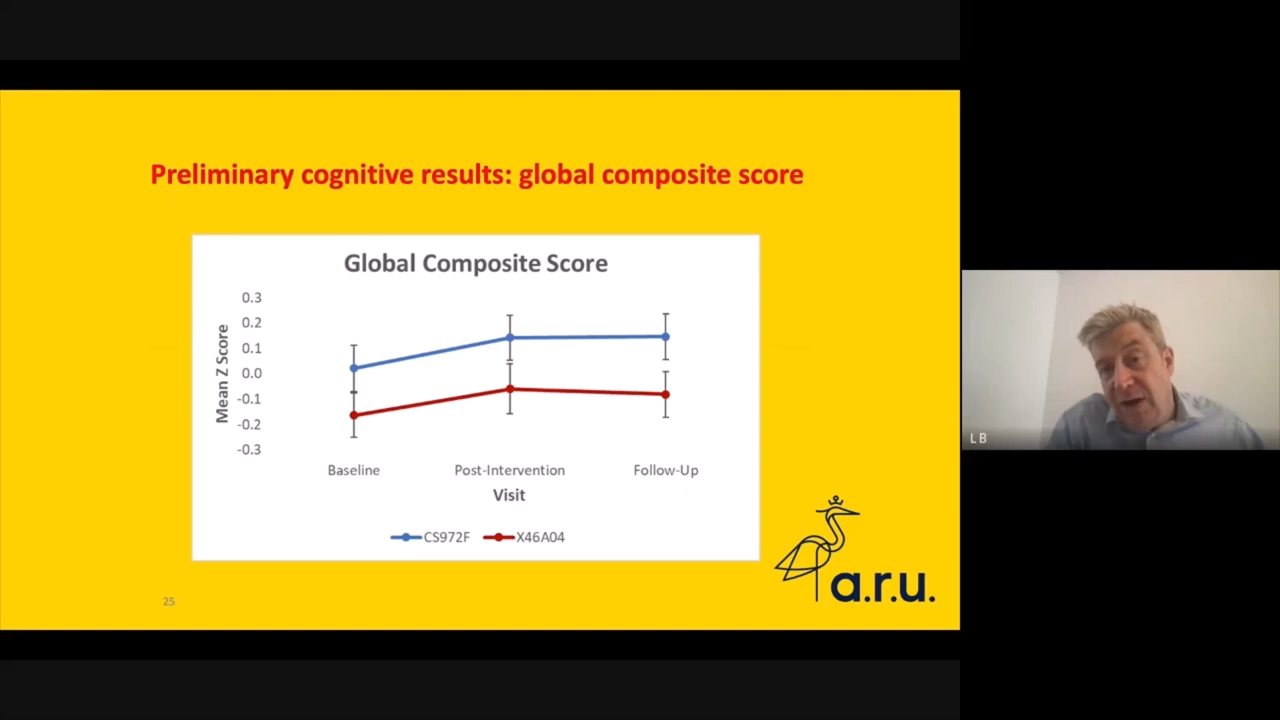 Preliminary cognitive results: global composite score
Global Composite Score
0.3
0.2
0.1
0.0
-0.1
-0.2
-0.3
Mean Z Score
Baseline Post-Intervention Follow-Up
Visit
CS972F X46A04
25
a.r.u.
L B